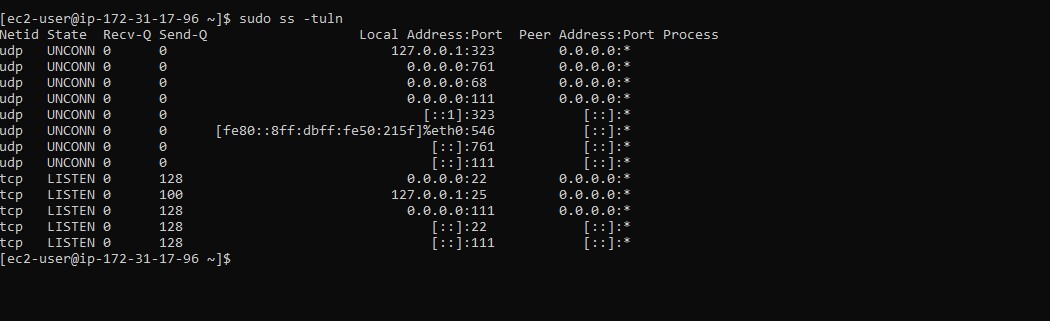 [ec2-user@ip-172-31-17-96 ~]$ sudo ss -tuln
Netid State  Recv-Q Send-Q                   Local Address:Port  Peer Address:Port Process
udp   UNCONN 0      0                            127.0.0.1:323        0.0.0.0:*
udp   UNCONN 0      0                              0.0.0.0:761        0.0.0.0:*
udp   UNCONN 0      0                              0.0.0.0:68         0.0.0.0:*
udp   UNCONN 0      0                              0.0.0.0:111        0.0.0.0:*
udp   UNCONN 0      0                                [::1]:323           [::]:*
udp   UNCONN 0      0      [fe80::8ff:dbff:fe50:215f]%eth0:546           [::]:*
udp   UNCONN 0      0                                 [::]:761           [::]:*
udp   UNCONN 0      0                                 [::]:111           [::]:*
tcp   LISTEN 0      128                            0.0.0.0:22         0.0.0.0:*
tcp   LISTEN 0      100                          127.0.0.1:25         0.0.0.0:*
tcp   LISTEN 0      128                            0.0.0.0:111        0.0.0.0:*
tcp   LISTEN 0      128                               [::]:22            [::]:*
tcp   LISTEN 0      128                               [::]:111           [::]:*
[ec2-user@ip-172-31-17-96 ~]$